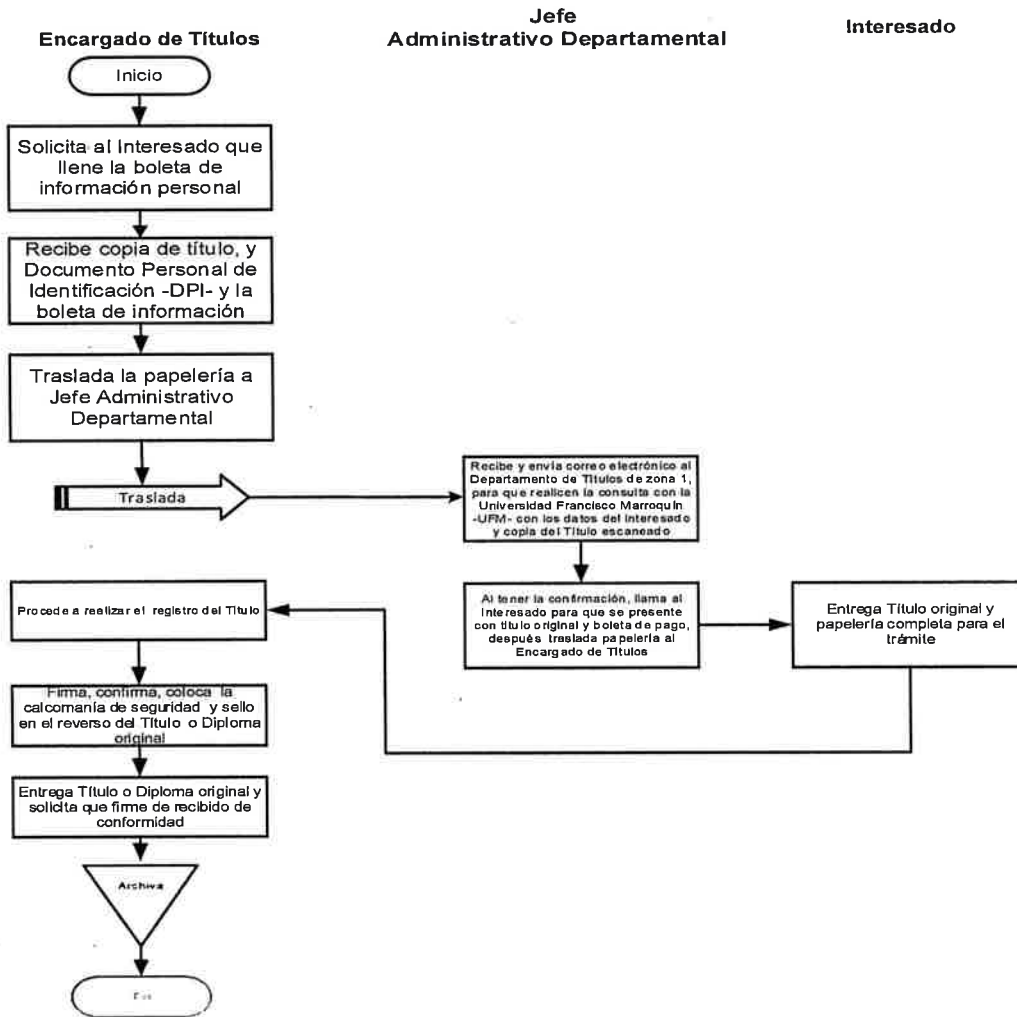 Encargado de Títulos
Jefe
Administrativo Departamental
Interesado
Inicio
Solicita al Interesado que
llene la boleta de
información personal
Recibe copia de título, y
Documento Personal de
Identificación -DPI- y la
boleta de información
Traslada la papelería a
Jefe Administrativo
Departamental
Traslada
Recibe y envía correo electrónico al
Departamento de Títulos de zona 1,
para que realicen la consulta con la
Universidad Francisco Marroquín
-UFM- con los datos del Interesado
y copia del Título escaneado
Al tener la confirmación, llama al
Interesado para que se presente
con título original y boleta de pago,
después traslada papelería al
Encargado de Títulos
Entrega Título original y
papelería completa para el
trámite
Procede a realizar el registro del Título
Firma, confirma, coloca la
calcomanía de seguridad y sello
en el reverso del Título o Diploma
original
Entrega Título o Diploma original y
solicita que firme de recibido de
conformidad
Archiva
Fin